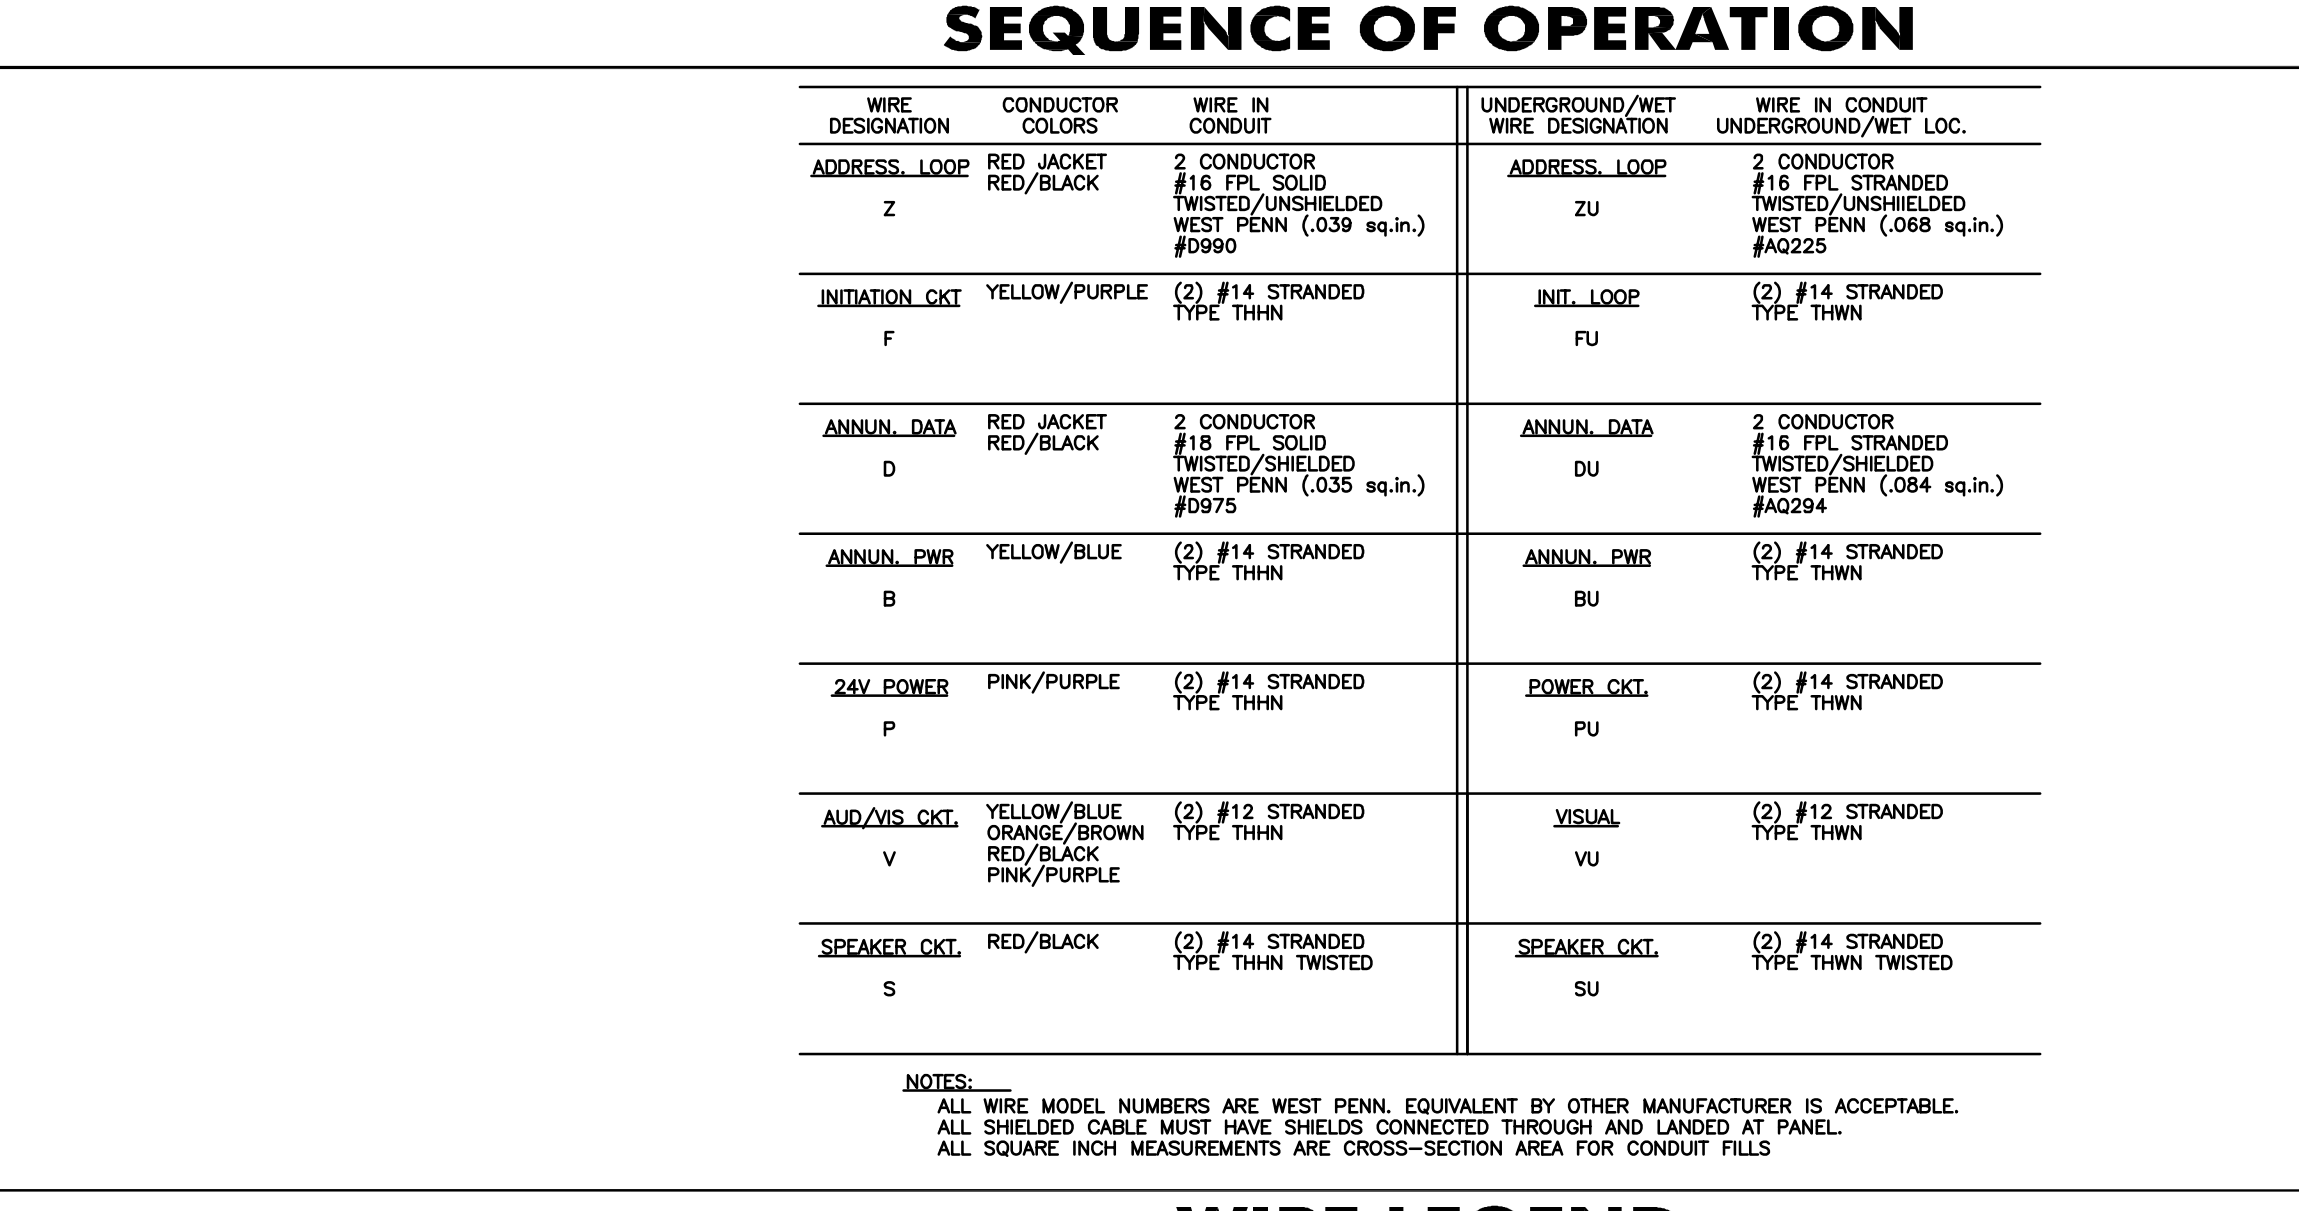 SEQUENCE OF OPERATION
WIRE DESIGNATION
CONDUCTOR COLORS
WIRE IN CONDUIT
UNDERGROUND/WET WIRE DESIGNATION
WIRE IN CONDUIT UNDERGROUND/WET LOC.
ADDRESS. LOOP
Z
RED JACKET
RED/BLACK
2 CONDUCTOR
#16 FPL SOLID
TWISTED/UNSHIELDED
WEST PENN (.039 sq.in.)
#D990
ADDRESS. LOOP
ZU
2 CONDUCTOR
#16 FPL STRANDED
TWISTED/UNSHIIELDED
WEST PENN (.068 sq.in.)
#AQ225
INITIATION CKT
F
YELLOW/PURPLE
(2) #14 STRANDED
TYPE THHN
INIT. LOOP
FU
(2) #14 STRANDED
TYPE THWN
ANNUN. DATA
D
RED JACKET
RED/BLACK
2 CONDUCTOR
#18 FPL SOLID
TWISTED/SHIELDED
WEST PENN (.035 sq.in.)
#D975
ANNUN. DATA
DU
2 CONDUCTOR
#16 FPL STRANDED
TWISTED/SHIELDED
WEST PENN (.084 sq.in.)
#AQ294
ANNUN. PWR
B
YELLOW/BLUE
(2) #14 STRANDED
TYPE THHN
ANNUN. PWR
BU
(2) #14 STRANDED
TYPE THWN
24V POWER
P
PINK/PURPLE
(2) #14 STRANDED
TYPE THHN
POWER CKT.
PU
(2) #14 STRANDED
TYPE THWN
AUD/VIS CKT.
V
YELLOW/BLUE
ORANGE/BROWN
RED/BLACK
PINK/PURPLE
(2) #12 STRANDED
TYPE THHN
VISUAL
VU
(2) #12 STRANDED
TYPE THWN
SPEAKER CKT.
S
RED/BLACK
(2) #14 STRANDED
TYPE THHN TWISTED
SPEAKER CKT.
SU
(2) #14 STRANDED
TYPE THWN TWISTED
NOTES:
ALL WIRE MODEL NUMBERS ARE WEST PENN. EQUIVALENT BY OTHER MANUFACTURER IS ACCEPTABLE.
ALL SHIELDED CABLE MUST HAVE SHIELDS CONNECTED THROUGH AND LANDED AT PANEL.
ALL SQUARE INCH MEASUREMENTS ARE CROSS-SECTION AREA FOR CONDUIT FILLS
WIRE LEGEND